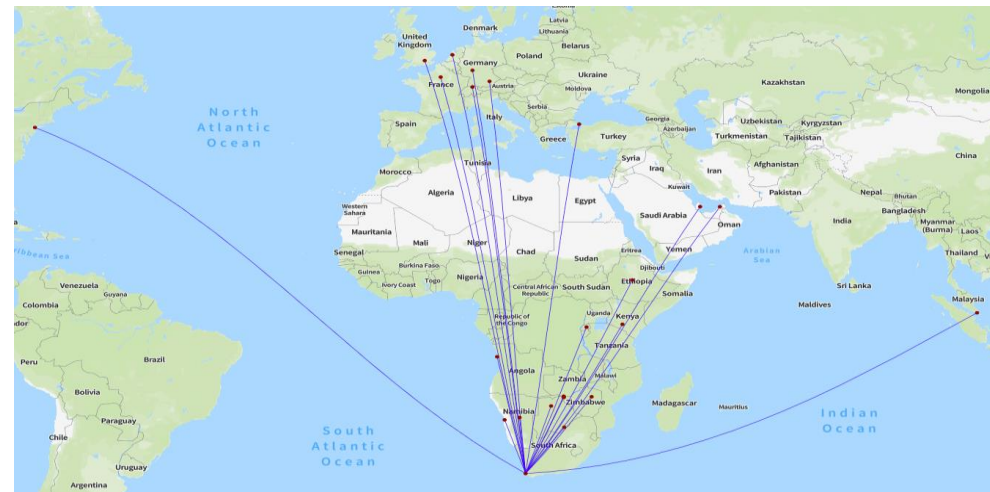 Estonia
Latvia
Denmark
Lithuania
United
Kingdom
Belarus
Poland
Germany
Ukraine
Kazakhstan
France
Austria
Moldova
Mongolia
Serbia
North
Atlantic
Ocean
Italy
Spain
Georgia
Uzbekistan
Kyrgyzstan
Greece
Turkey
Azerbaijan
Turkmenistan
Tajikistan
Syria
China
Tunisia
Afghanistan
Morocco
Iraq
Iran
Kuwait
Pakistan
Nepal
Bhutan
Algeria
Libya
Egypt
Western
Sahara
Saudi Arabia
Bangladesh
India
Oman
Myanmar
(Burma)
Laos
Mauritania
Mali
Niger
Chad
Yemen
Arabian
Sea
Thailand
ribbean Sea
Senegal
Sudan
Eritrea
Burkina Faso
Guinea
Djibouti
Nigeria
Ivory Coast
Togo
Central African
Republic
South Sudan
Ethiopia
Sri Lanka
Venezuela
Guyana
Somalia
Colombia
Maldives
Malaysia
Republic of
the Congo
Uganda
Kenya
dor
Tanzania
Peru
Brazil
Angola
Zambia
Malawi
Bolivia
Namibia
Zimbabwe
Madagascar
Mauritius
Indian
Ocean
Paraguay
South
Atlantic
Ocean
Chile
South Africa
Uruguay
Argentina